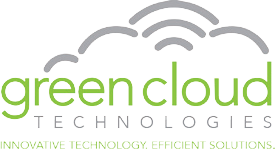 green cloud
TECHNOLOGIES
INNOVATIVE TECHNOLOGY. EFFICIENT SOLUTIONS.